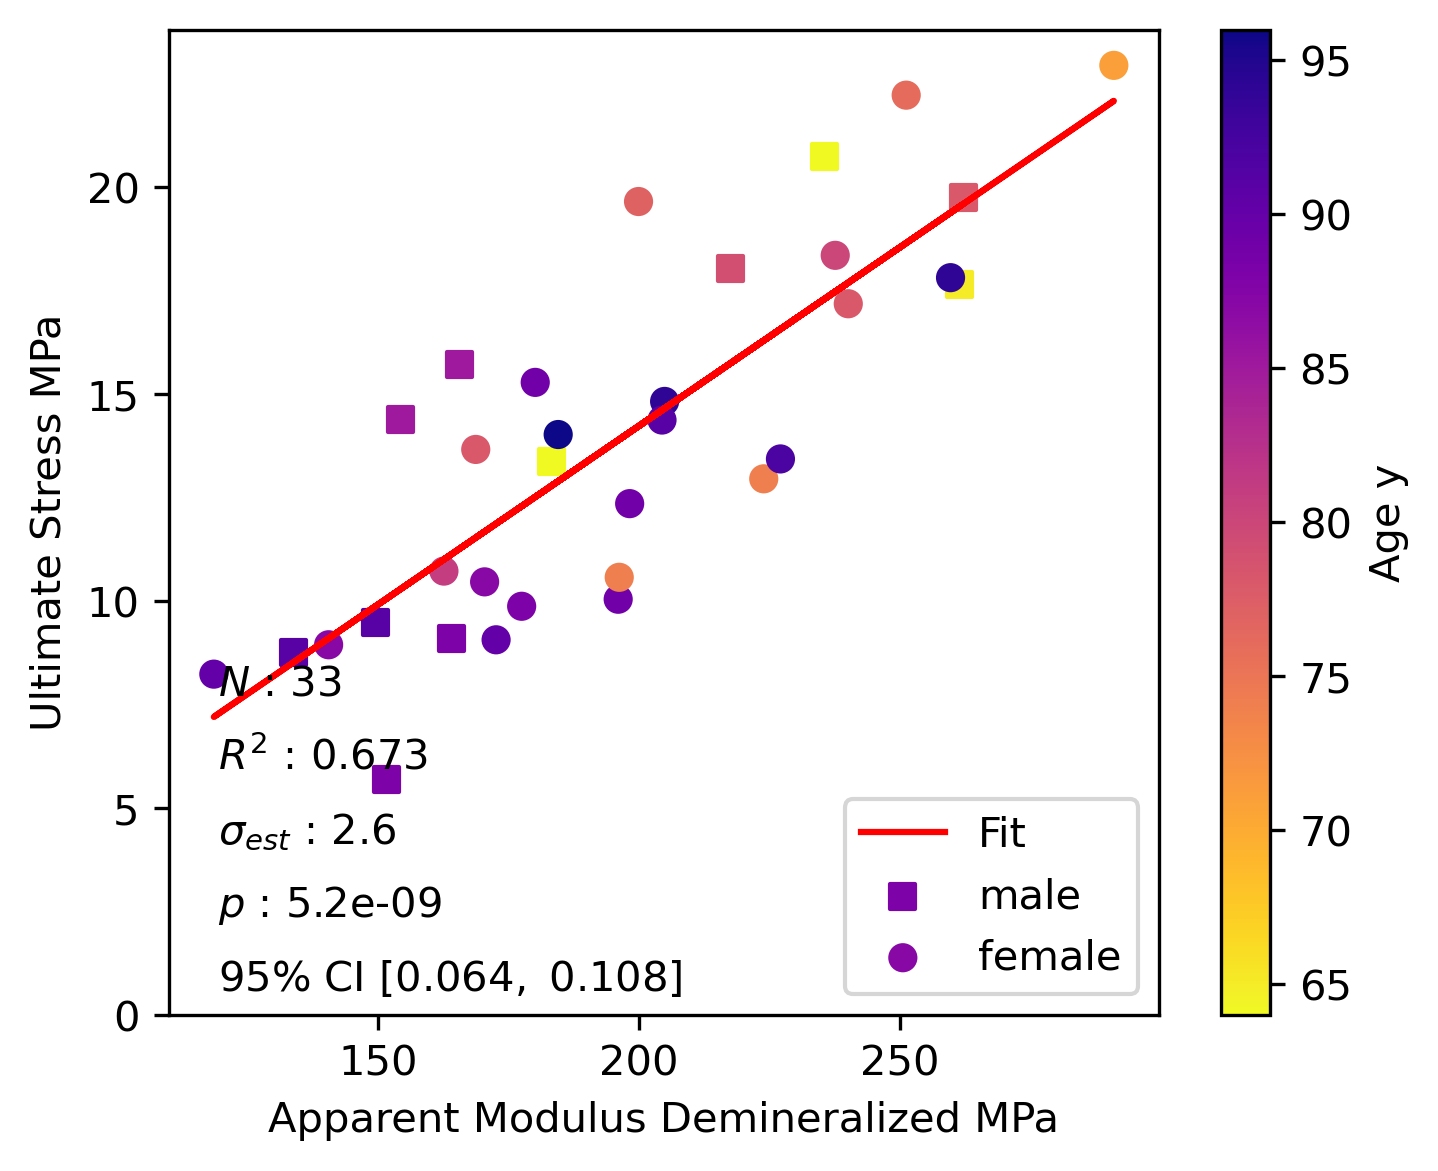 Ultimate Stress MPa
20
15
10
5
0
N : 33
R² : 0.673
σest : 2.6
p : 5.2e-09
95% CI [0.064, 0.108]
Fit
male
female
150 200 250
Apparent Modulus Demineralized MPa
95
90
85
80
75
70
65
Age y